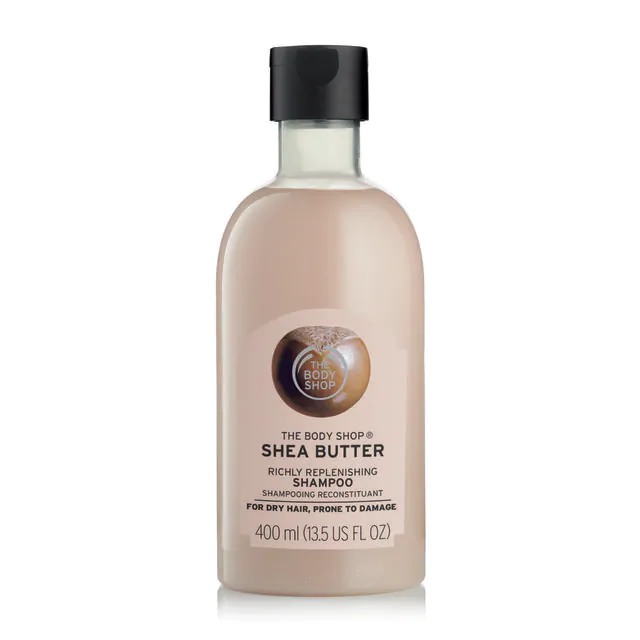 THE
BODY
SHOP
THE BODY SHOP®
SHEA BUTTER
RICHLY REPLENISHING
SHAMPOO
SHAMPOOING RECONSTITUANT
FOR DRY HAIR, PRONE TO DAMAGE
400 ml (13.5 US FL OZ)